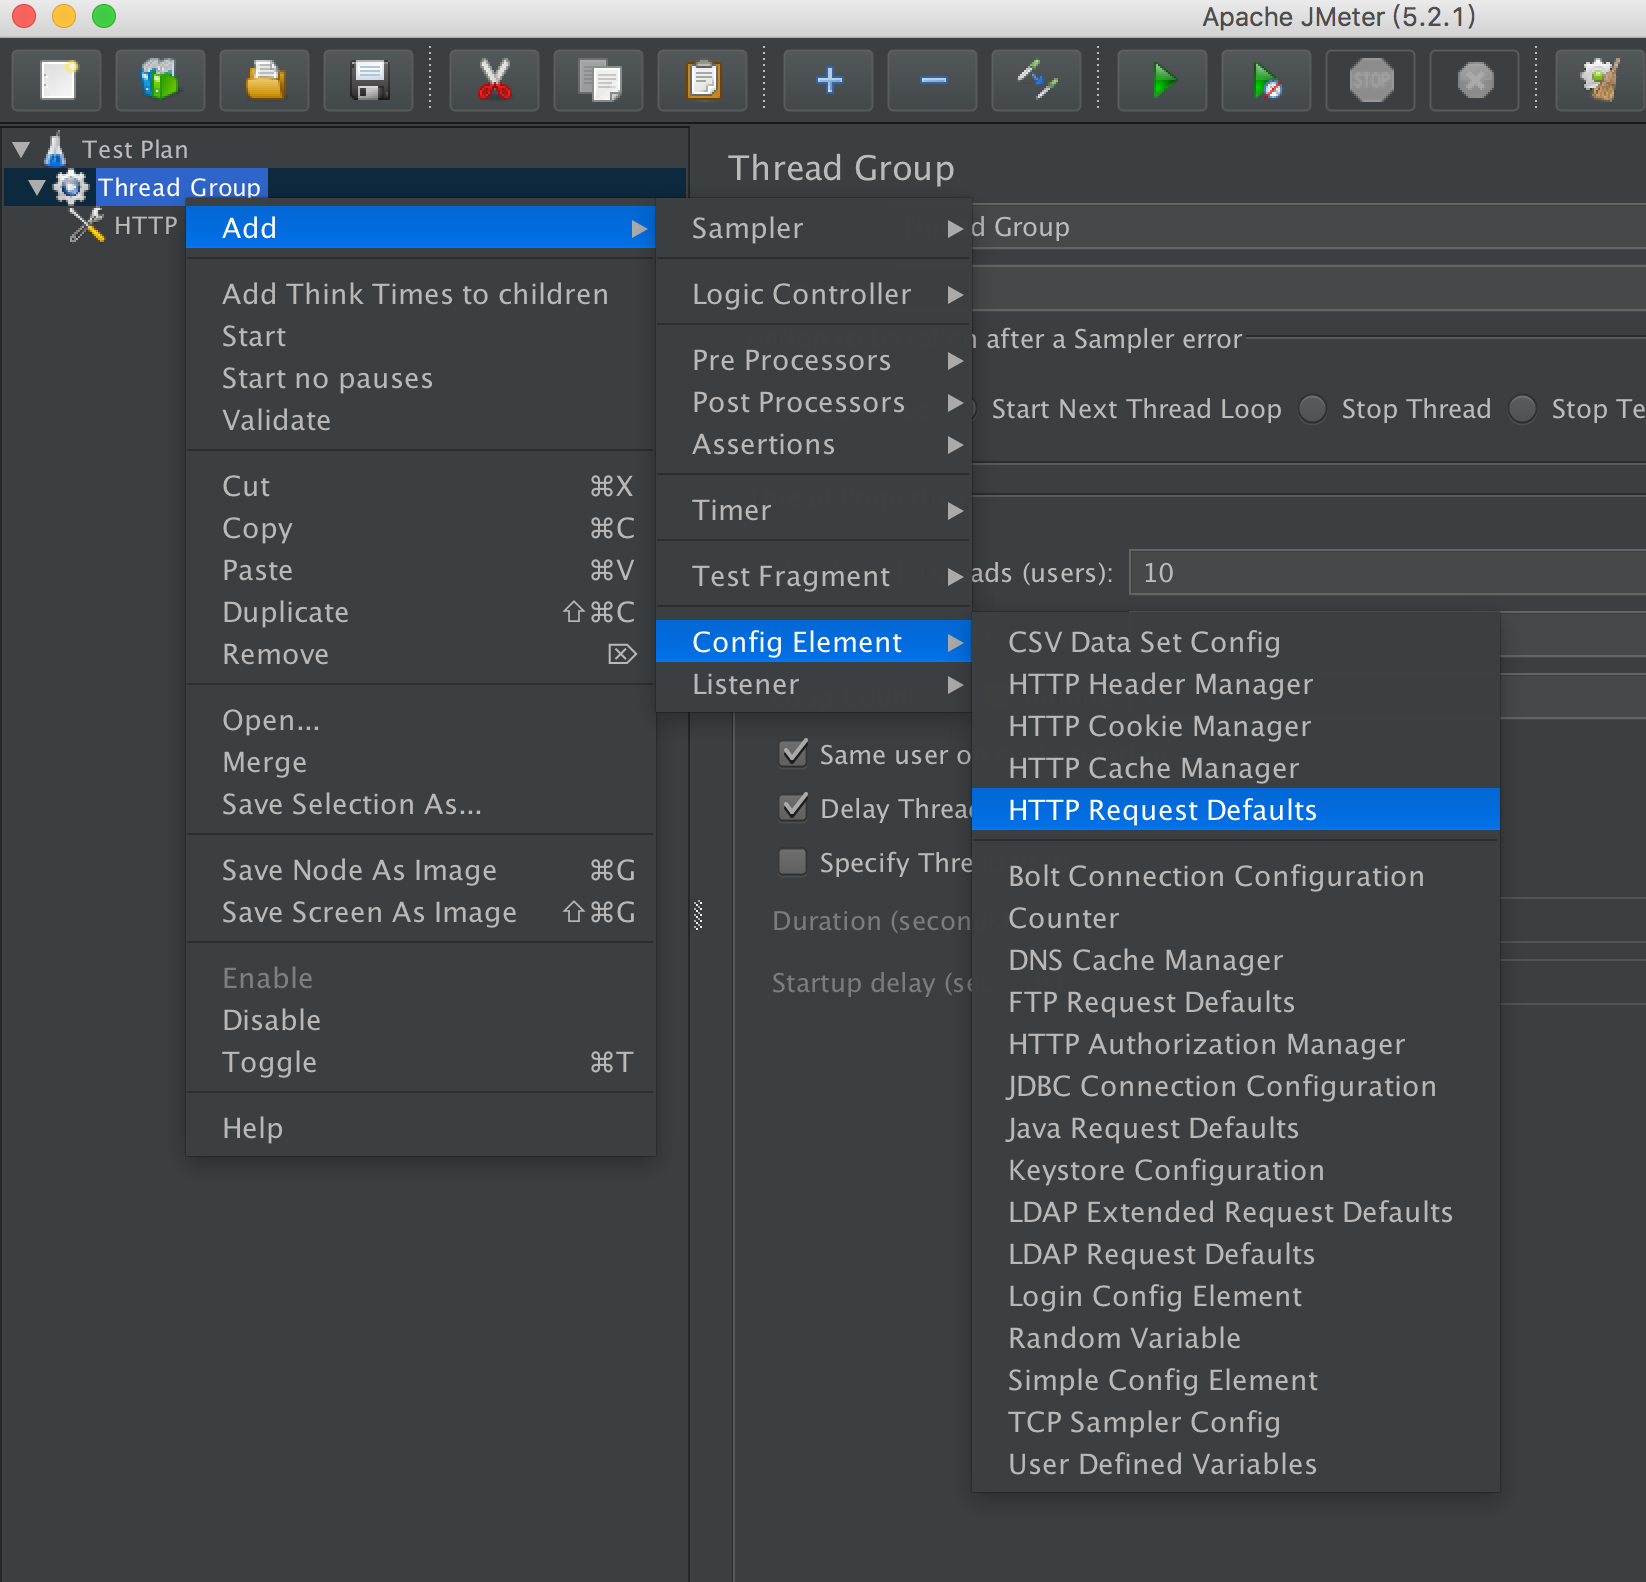 Apache JMeter (5.2.1)
STOP
Test Plan
Thread Group
HTTP
Add
Add Think Times to children
Start
Start no pauses
Validate
Cut ⌘X
Copy ⌘C
Paste ⌘V
Duplicate ⇧⌘C
Remove ⌦
Open...
Merge
Save Selection As...
Save Node As Image ⌘G
Save Screen As Image ⇧⌘G
Enable
Disable
Toggle ⌘T
Help
Sampler
Logic Controller
Pre Processors
Post Processors
Assertions
Timer
Test Fragment
Config Element
Listener
Thread Group
d Group
after a Sampler error
Start Next Thread Loop Stop Thread Stop Te
ads (users): 10
Same user o
Delay Threa
Specify Thre
Duration (secon
Startup delay (se
CSV Data Set Config
HTTP Header Manager
HTTP Cookie Manager
HTTP Cache Manager
HTTP Request Defaults
Bolt Connection Configuration
Counter
DNS Cache Manager
FTP Request Defaults
HTTP Authorization Manager
JDBC Connection Configuration
Java Request Defaults
Keystore Configuration
LDAP Extended Request Defaults
LDAP Request Defaults
Login Config Element
Random Variable
Simple Config Element
TCP Sampler Config
User Defined Variables